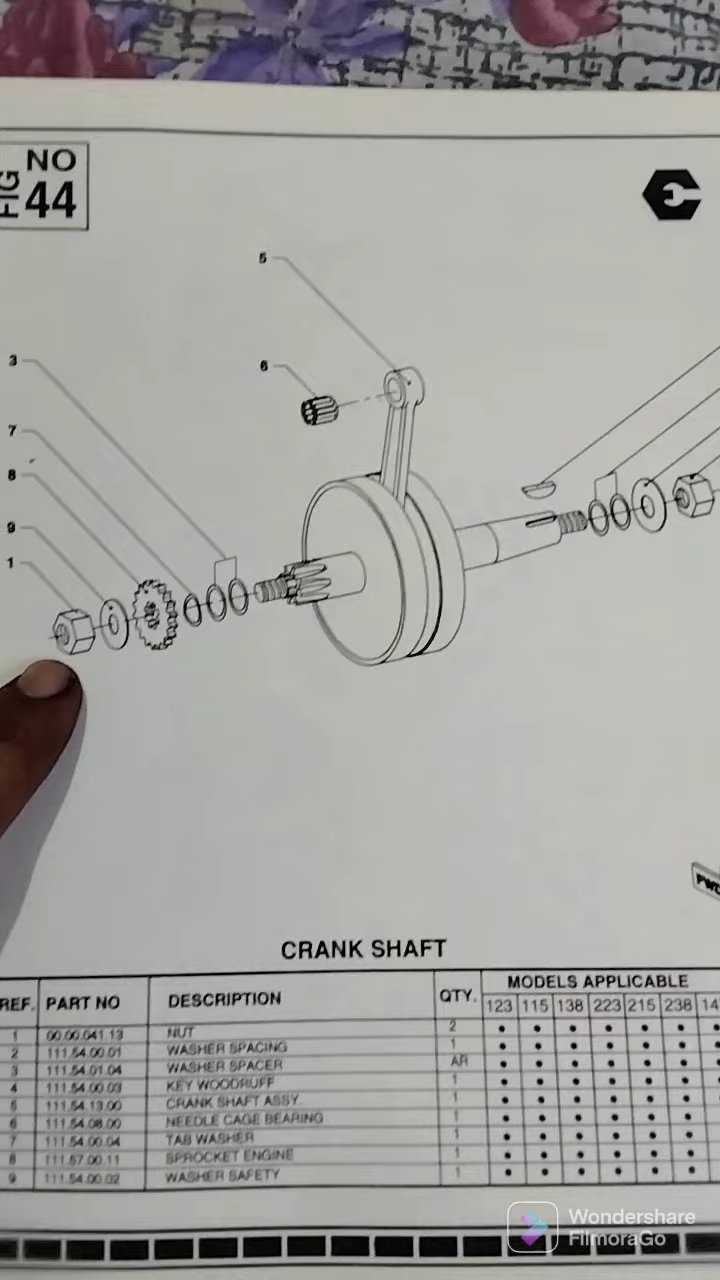 FIG NO 44
5
6
3
7
8
9
1
CRANK SHAFT
REF. PART NO DESCRIPTION QTY. MODELS APPLICABLE
123 115 138 223 215 238 14
1 00.00.041.13 NUT 2 • • • • • • •
2 111.54.00.01 WASHER SPACING 1 • • • • • • •
3 111.54.01.04 WASHER SPACER AR • • • • • • •
4 111.54.00.03 KEY WOODRUFF 1 • • • • • • •
5 111.54.13.00 CRANK SHAFT ASSY. 1 • • • • • • •
6 111.54.08.00 NEEDLE CAGE BEARING 1 • • • • • •
7 111.54.00.04 TAB WASHER 1 • • • • • •
8 111.57.00.11 SPROCKET ENGINE 1 • • • • • •
9 111.54.00.02 WASHER SAFETY 1 • • • • • •
Wondershare
FilmoraGo